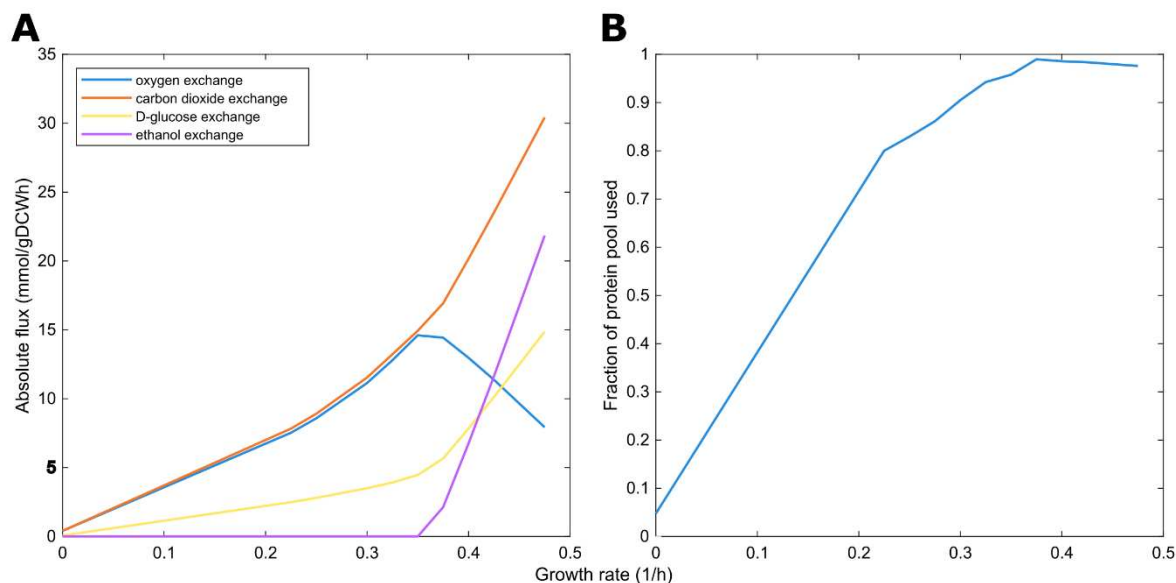 A
B
Absolute flux (mmol/gDCWh)
35
30
25
20
15
10
5
0
oxygen exchange
carbon dioxide exchange
D-glucose exchange
ethanol exchange
0 0.1 0.2 0.3 0.4 0.5
Fraction of protein pool used
1
0.9
0.8
0.7
0.6
0.5
0.4
0.3
0.2
0.1
0
0 0.1 0.2 0.3 0.4 0.5
Growth rate (1/h)